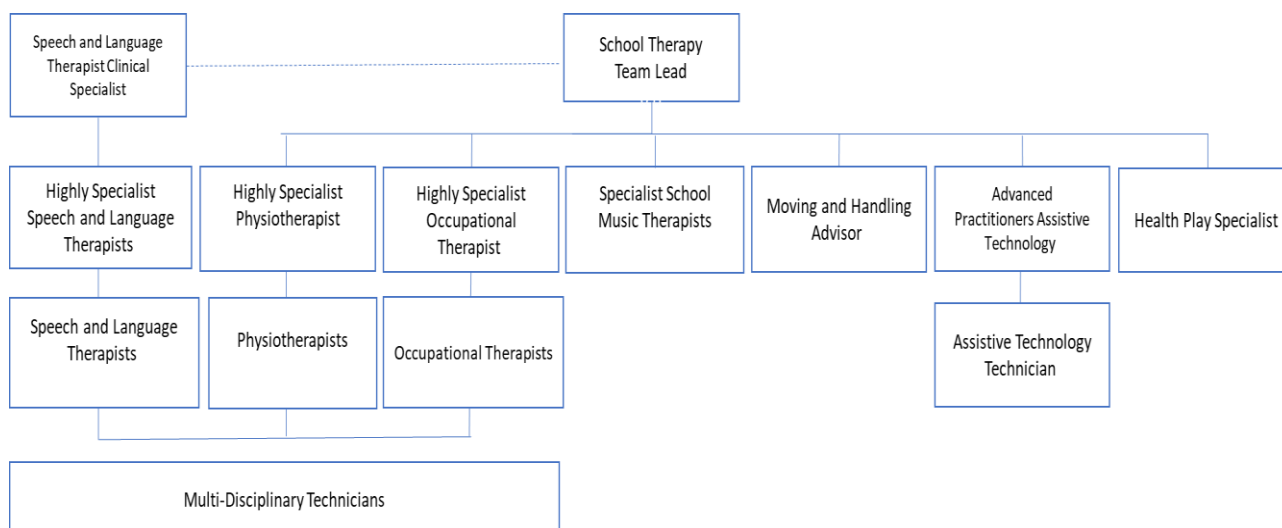 Speech and Language
Therapist Clinical
Specialist
School Therapy
Team Lead
Highly Specialist
Speech and Language
Therapists
Highly Specialist
Physiotherapist
Highly Specialist
Occupational
Therapist
Specialist School
Music Therapists
Moving and Handling
Advisor
Advanced
Practitioners Assistive
Technology
Health Play Specialist
Speech and Language
Therapists
Physiotherapists
Occupational Therapists
Assistive Technology
Technician
Multi-Disciplinary Technicians